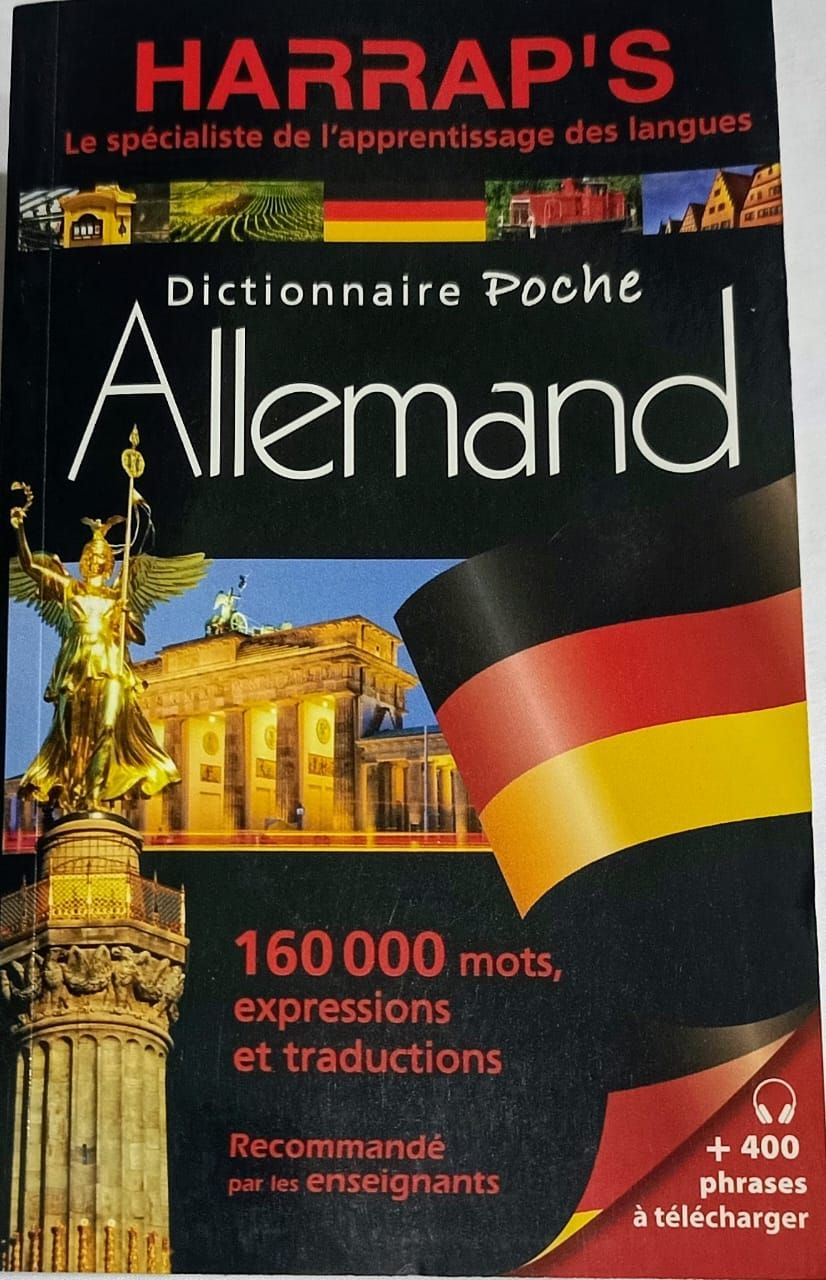 HARRAP'S
Le spécialiste de l'apprentissage des langues
Dictionnaire Poche
Allemand
160 000 mots,
expressions
et traductions
Recommandé
par les enseignants
+ 400
phrases
à télécharger